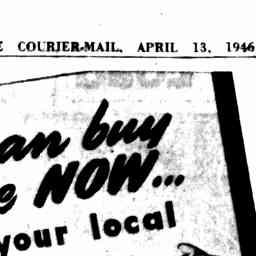 E COURIER-MAIL, APRIL 13, 1946
an buy
e NOW...
your local